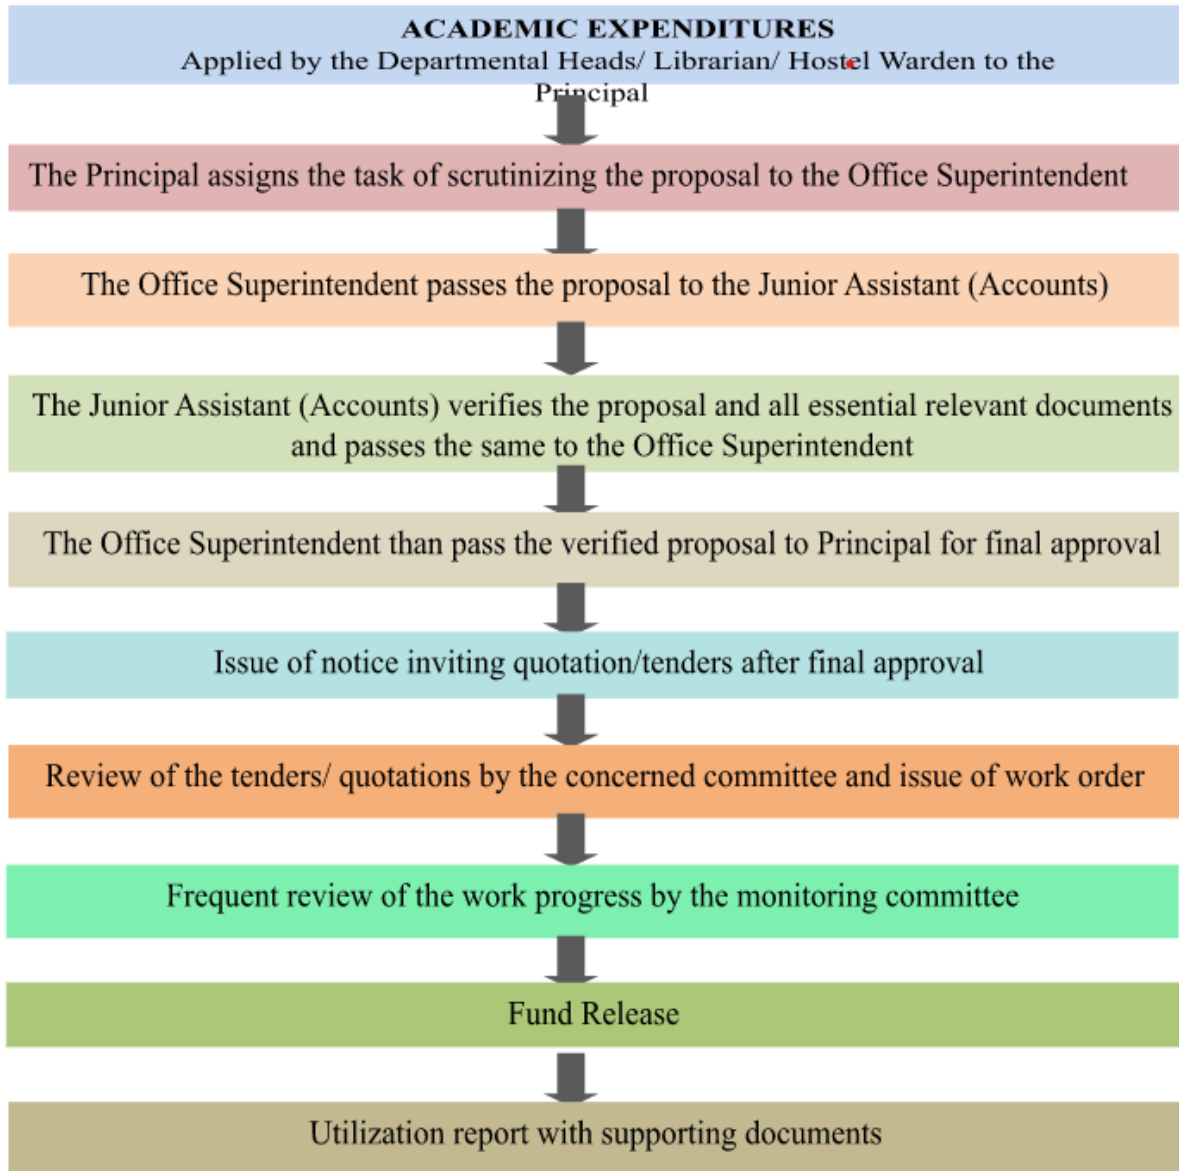 ACADEMIC EXPENDITURES
Applied by the Departmental Heads/ Librarian/ Hostel Warden to the
Principal
The Principal assigns the task of scrutinizing the proposal to the Office Superintendent
The Office Superintendent passes the proposal to the Junior Assistant (Accounts)
The Junior Assistant (Accounts) verifies the proposal and all essential relevant documents
and passes the same to the Office Superintendent
The Office Superintendent than pass the verified proposal to Principal for final approval
Issue of notice inviting quotation/tenders after final approval
Review of the tenders/ quotations by the concerned committee and issue of work order
Frequent review of the work progress by the monitoring committee
Fund Release
Utilization report with supporting documents